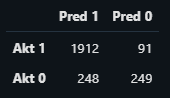 Pred 1 Pred 0
Akt 1 1912 91
Akt 0 248 249